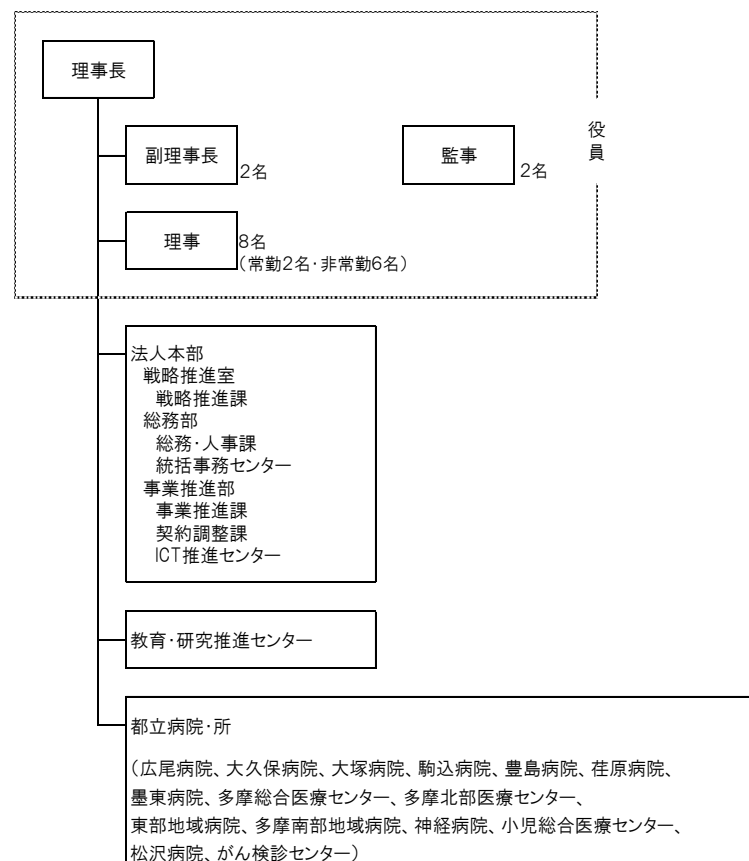 理事長
役
員
副理事長
2名
監事
2名
理事
8名
(常勤2名・非常勤6名)
法人本部
戦略推進室
戦略推進課
総務部
総務・人事課
統括事務センター
事業推進部
事業推進課
契約調整課
ICT推進センター
教育・研究推進センター
都立病院・所
(広尾病院、大久保病院、大塚病院、駒込病院、豊島病院、荏原病院、
墨東病院、多摩総合医療センター、多摩北部医療センター、
東部地域病院、多摩南部地域病院、神経病院、小児総合医療センター、
松沢病院、がん検診センター)